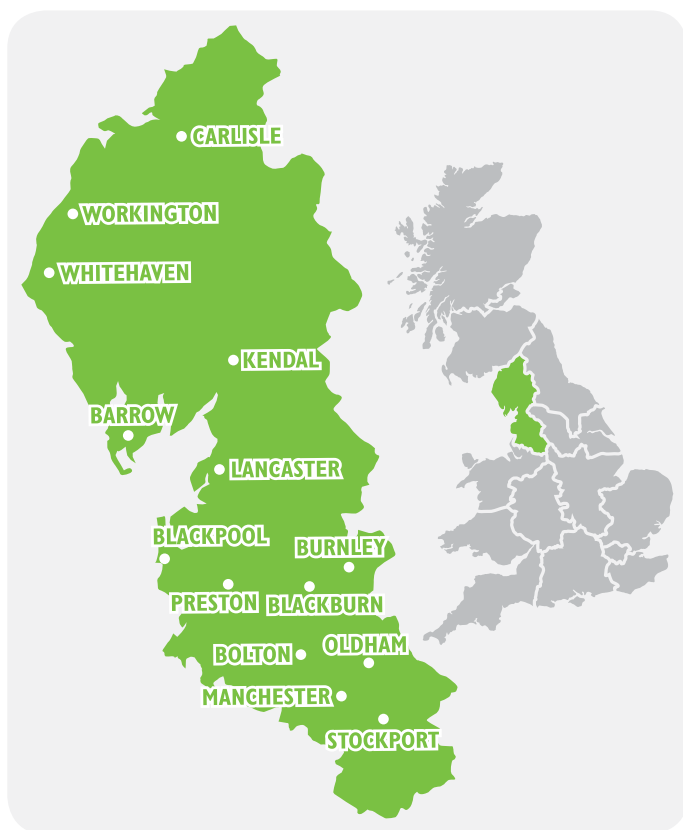 CARLISLE
WORKINGTON
WHITEHAVEN
KENDAL
BARROW
LANCASTER
BLACKPOOL
BURNLEY
PRESTON
BLACKBURN
OLDHAM
BOLTON
MANCHESTER
STOCKPORT